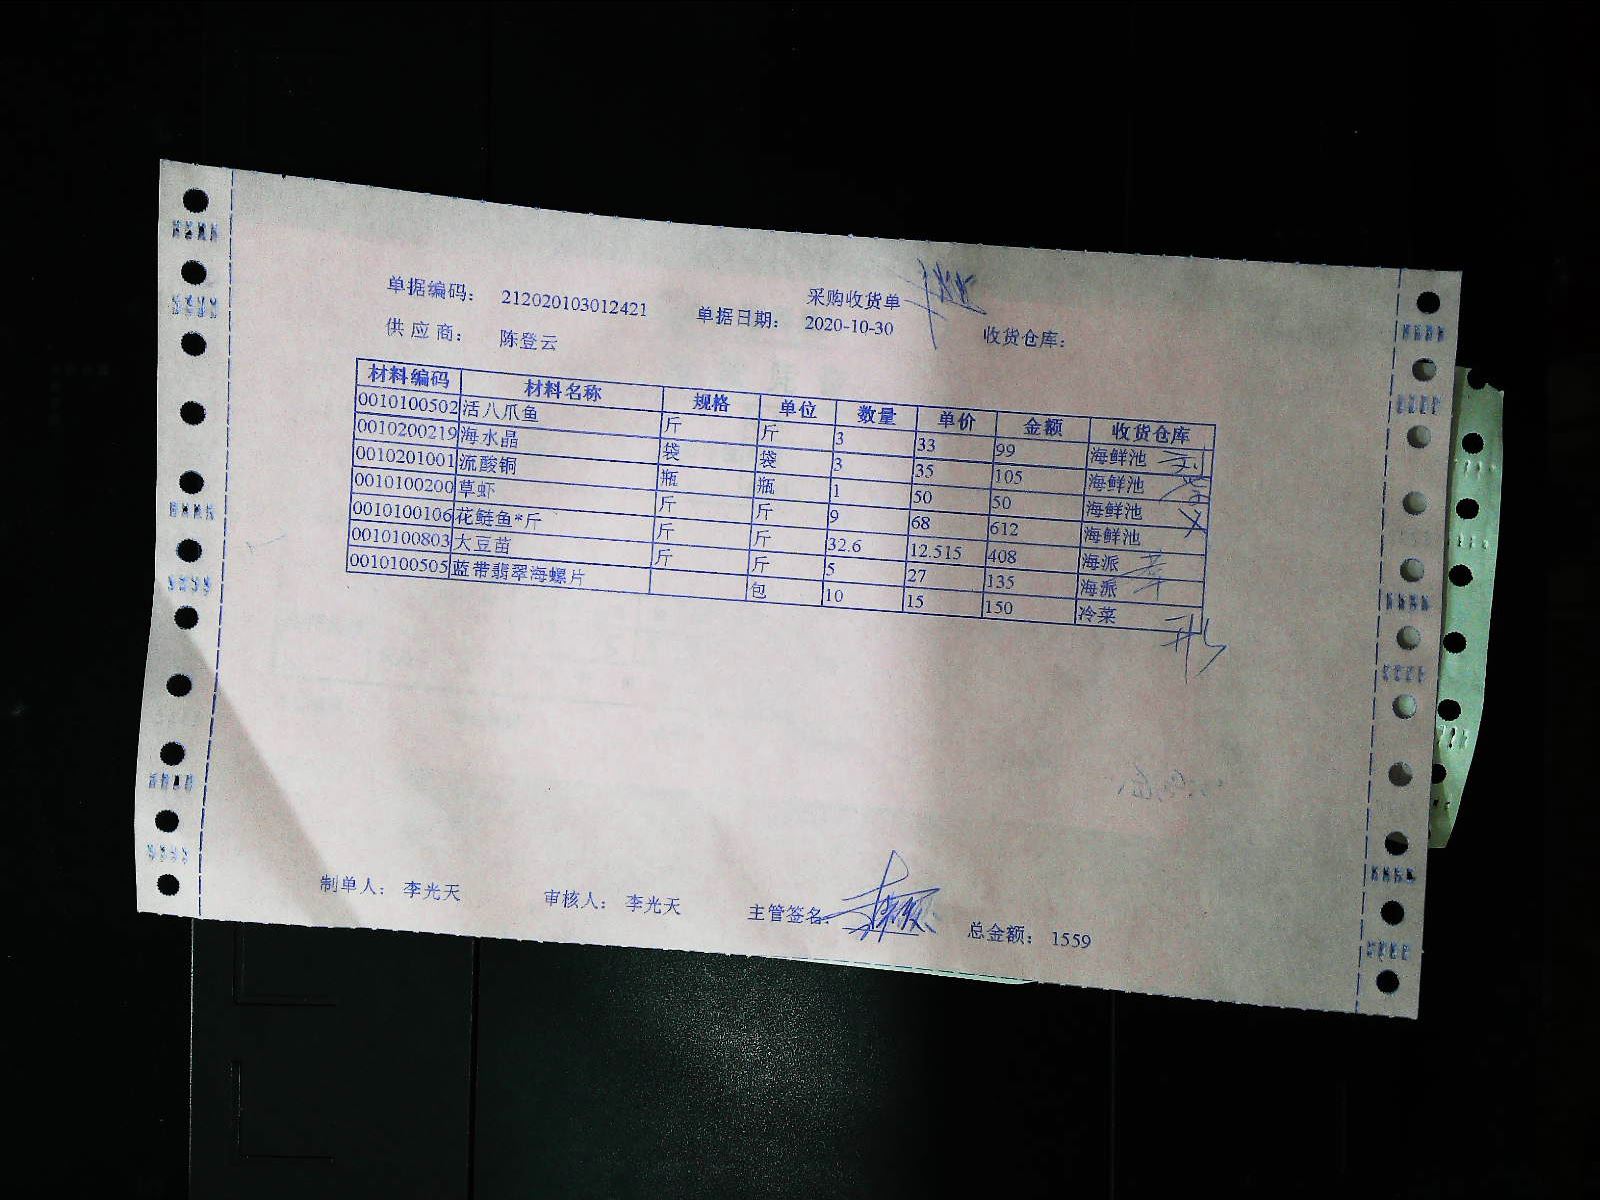 采购收货单
单据编码： 212020103012421 单据日期： 2020-10-30 收货仓库：
供 应 商： 陈登云
材料编码 材料名称 规格 单位 数量 单价 金额 收货仓库
0010100502 活八爪鱼 斤 斤 3 33 99 海鲜池
0010200219 海水晶 袋 袋 3 35 105 海鲜池
0010201001 流酸铜 瓶 瓶 1 50 50 海鲜池
0010100200 草虾 斤 斤 9 68 612 海鲜池
0010100106 花鲢鱼*斤 斤 斤 32.6 12.515 408 海派
0010100803 大豆苗 斤 斤 5 27 135 海派
0010100505 蓝带翡翠海螺片 包 10 15 150 冷菜
制单人： 李光天 审核人： 李光天 主管签名： 总金额： 1559